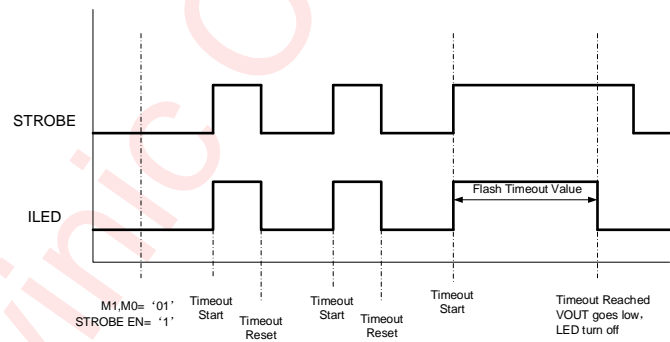 STROBE
Flash Timeout Value
ILED
M1,M0= ‘01’
STROBE EN= ‘1’
Timeout
Start
Timeout
Reset
Timeout
Start
Timeout
Reset
Timeout
Start
Timeout Reached
VOUT goes low,
LED turn off